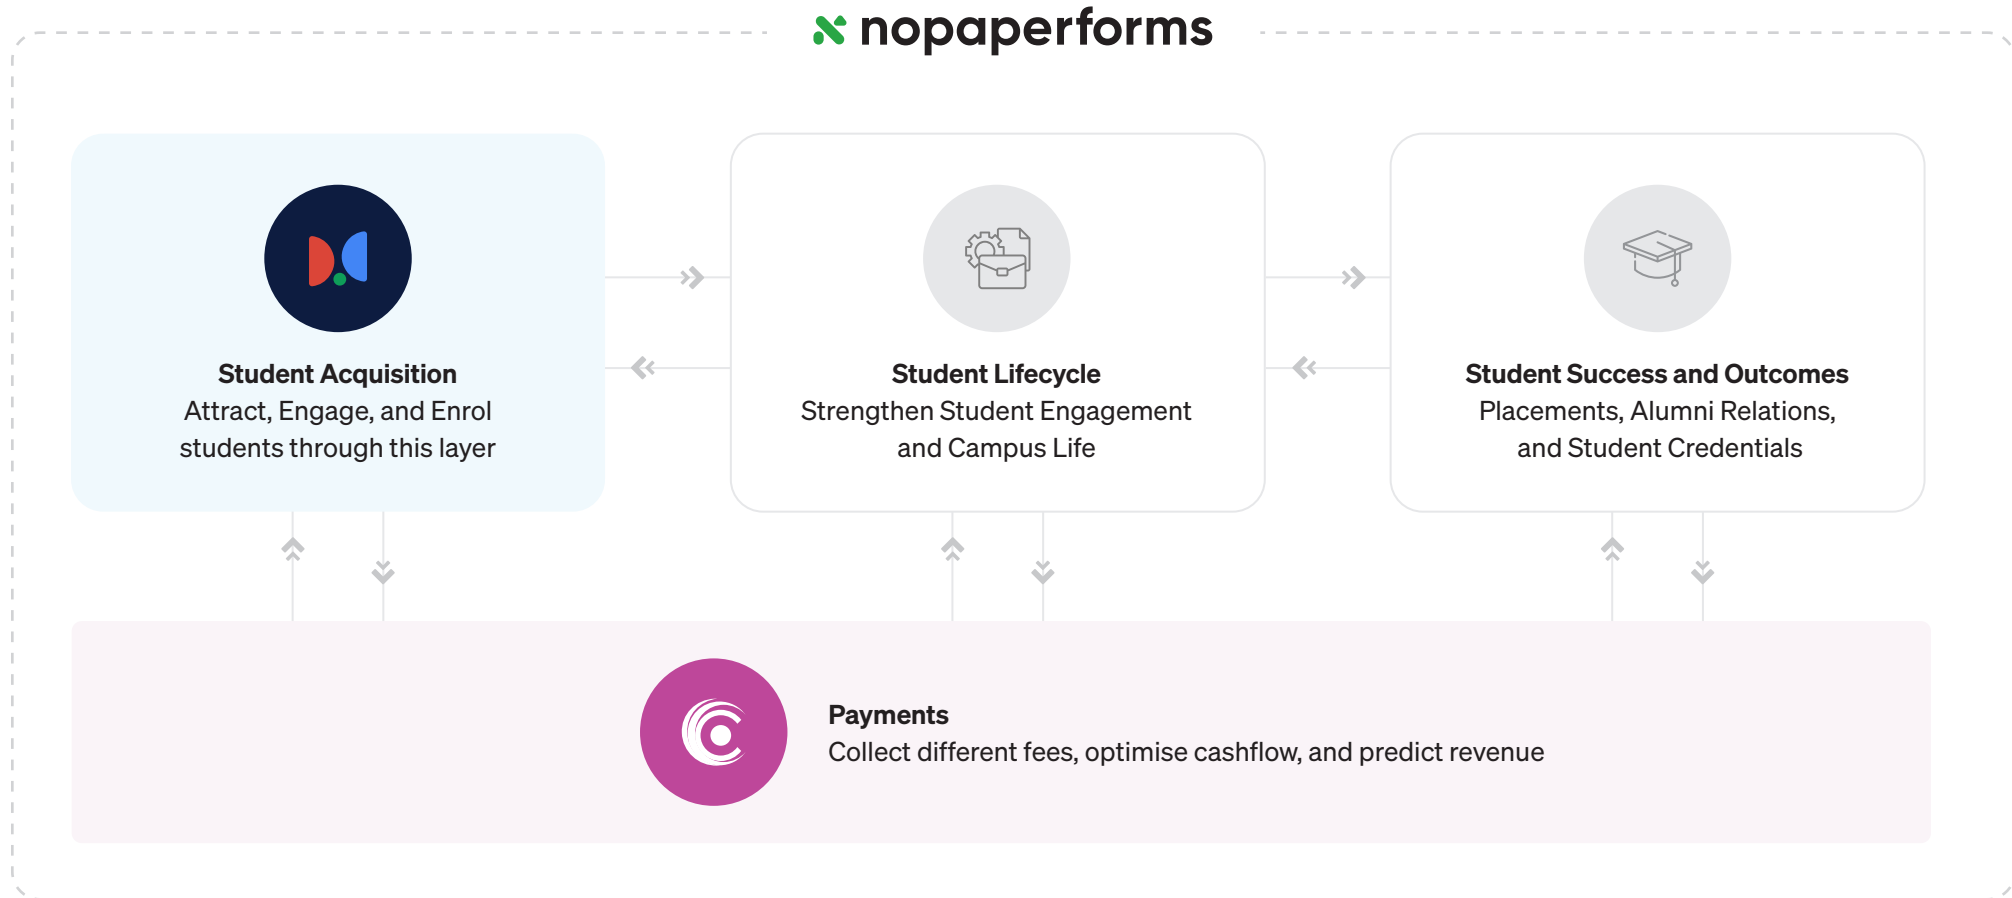 nopaperforms
Student Acquisition
Attract, Engage, and Enrol
students through this layer
Student Lifecycle
Strengthen Student Engagement
and Campus Life
Student Success and Outcomes
Placements, Alumni Relations,
and Student Credentials
Payments
Collect different fees, optimise cashflow, and predict revenue